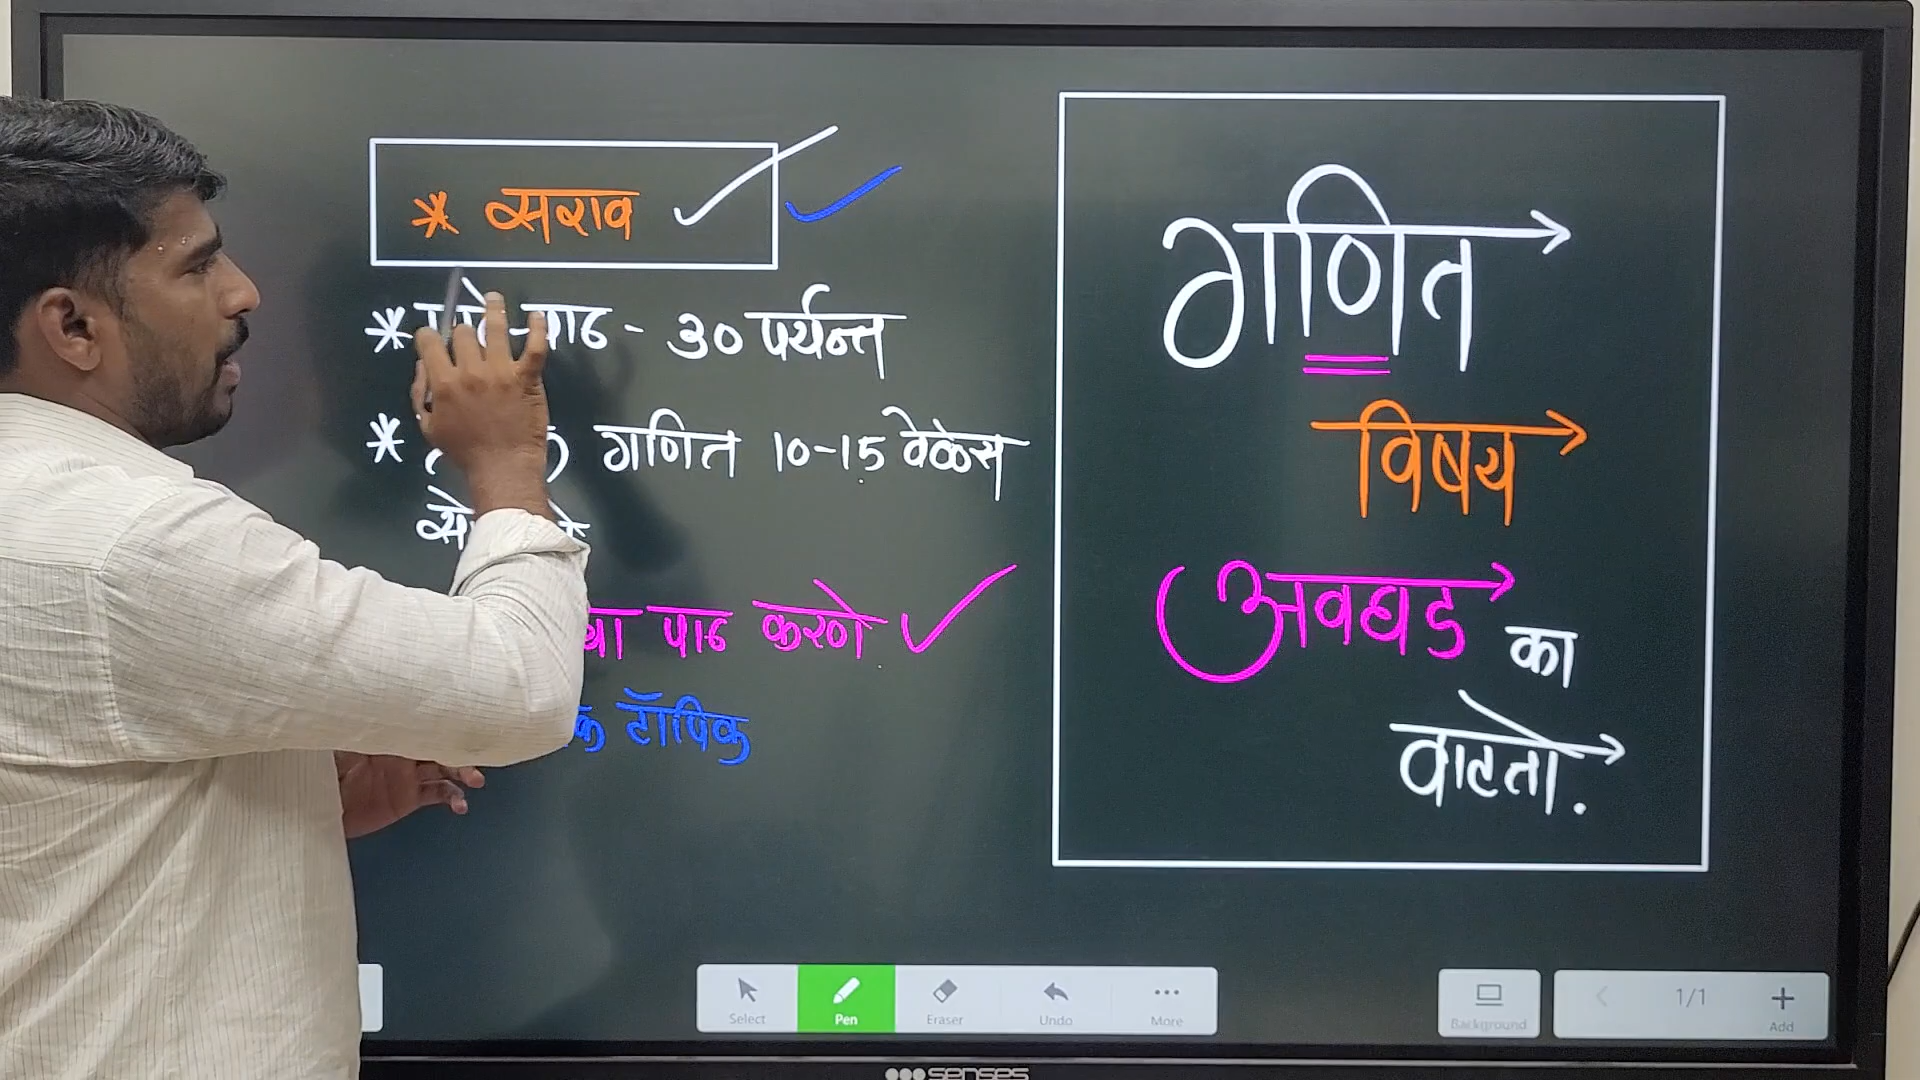 * सराव
* पाठ - 30 पर्यन्त
* गणित 10-15 वेळेस
पाठ करणे
टॉपिक
गणित
विषय
अवघड का
वाटतो.
Select Pen Eraser Undo More
Background 1/1 Add
senses